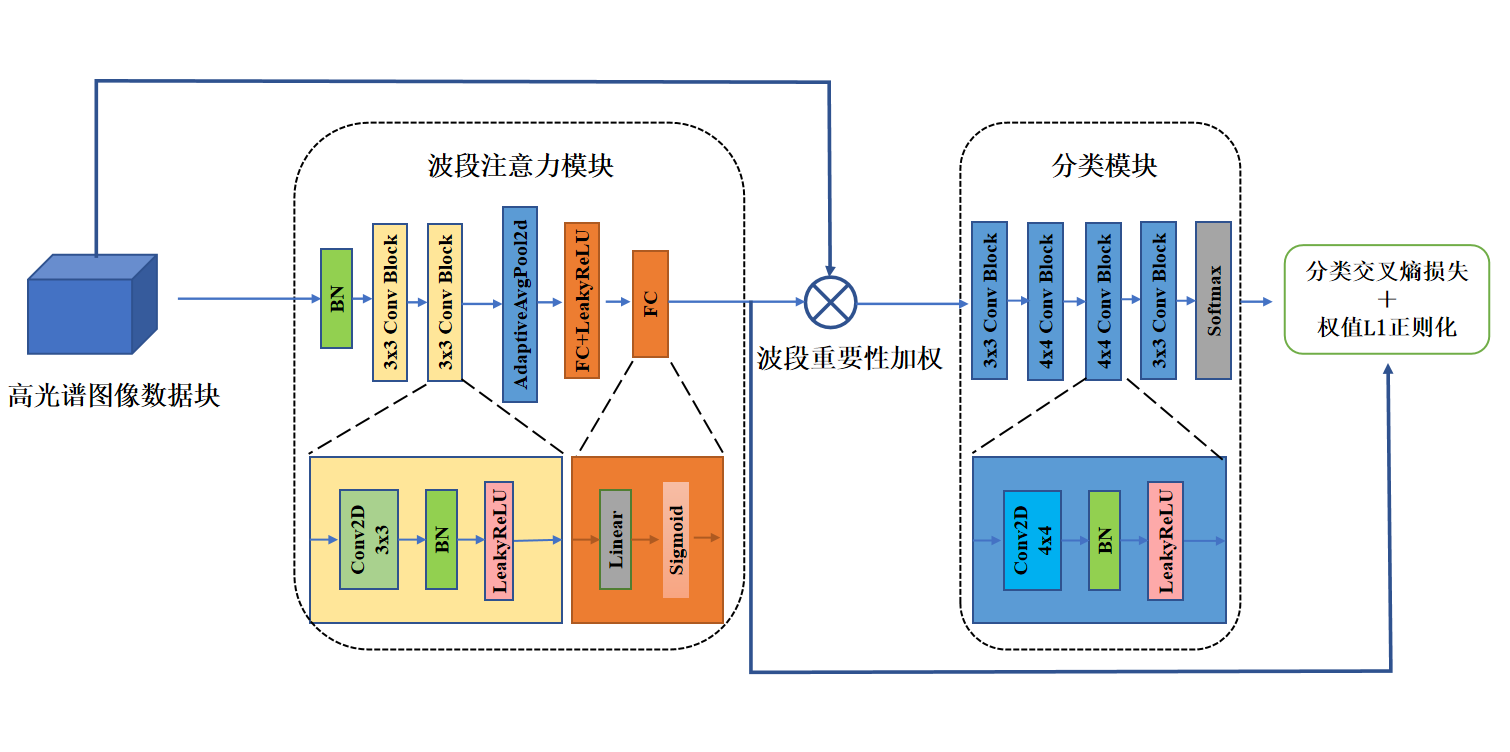 波段注意力模块
分类模块
高光谱图像数据块
BN
3x3 Conv Block
3x3 Conv Block
AdaptiveAvgPool2d
FC+LeakyReLU
FC
波段重要性加权
3x3 Conv Block
4x4 Conv Block
4x4 Conv Block
3x3 Conv Block
Softmax
分类交叉熵损失
+
权值L1正则化
Conv2D
3x3
BN
LeakyReLU
Linear
Sigmoid
Conv2D
4x4
BN
LeakyReLU